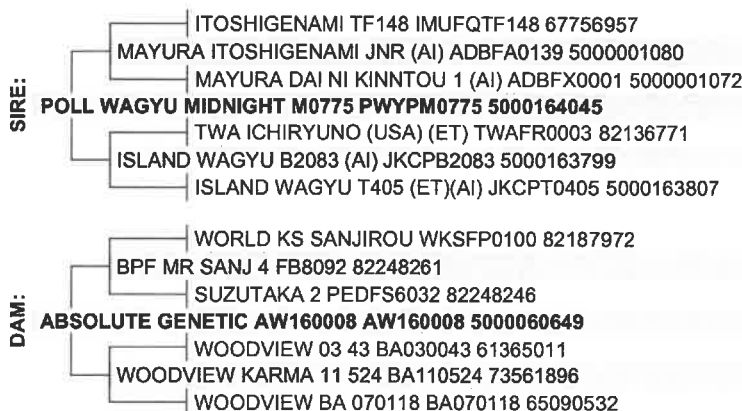 ITOSHIGENAMI TF148 IMUFQTF148 67756957
MAYURA ITOSHIGENAMI JNR (AI) ADBFA0139 5000001080
MAYURA DAI NI KINNTOU 1 (AI) ADBFX0001 5000001072
SIRE:
POLL WAGYU MIDNIGHT M0775 PWYPM0775 5000164045
TWA ICHIRYUNO (USA) (ET) TWAFR0003 82136771
ISLAND WAGYU B2083 (AI) JKCPB2083 5000163799
ISLAND WAGYU T405 (ET)(AI) JKCPT0405 5000163807
WORLD KS SANJIROU WKSFP0100 82187972
BPF MR SANJ 4 FB8092 82248261
SUZUTAKA 2 PEDFS6032 82248246
DAM:
ABSOLUTE GENETIC AW160008 AW160008 5000060649
WOODVIEW 03 43 BA030043 61365011
WOODVIEW KARMA 11 524 BA110524 73561896
WOODVIEW BA 070118 BA070118 65090532